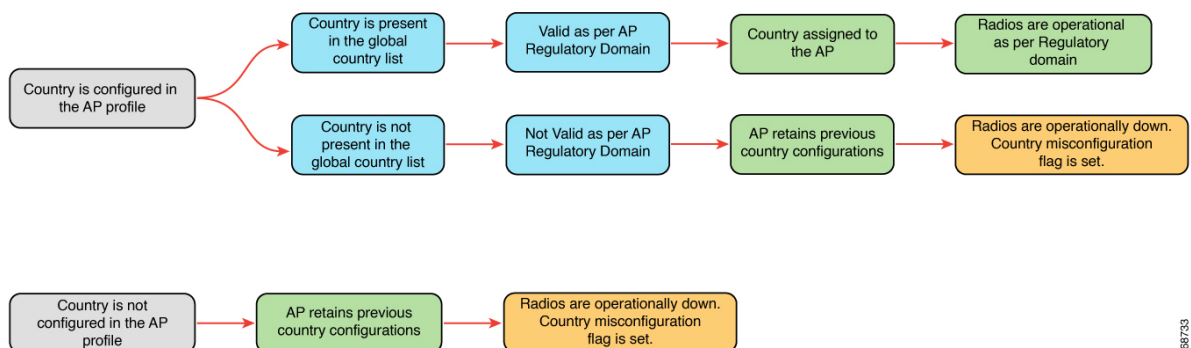 Country is configured in
the AP profile
Country is present
in the global
country list
Valid as per AP
Regulatory Domain
Country assigned to
the AP
Radios are operational
as per Regulatory
domain
Country is not
present in the
global country list
Not Valid as per AP
Regulatory Domain
AP retains previous
country configurations
Radios are operationally down.
Country misconfiguration
flag is set.
Country is not
configured in the AP
profile
AP retains previous
country configurations
Radios are operationally down.
Country misconfiguration
flag is set.
68733